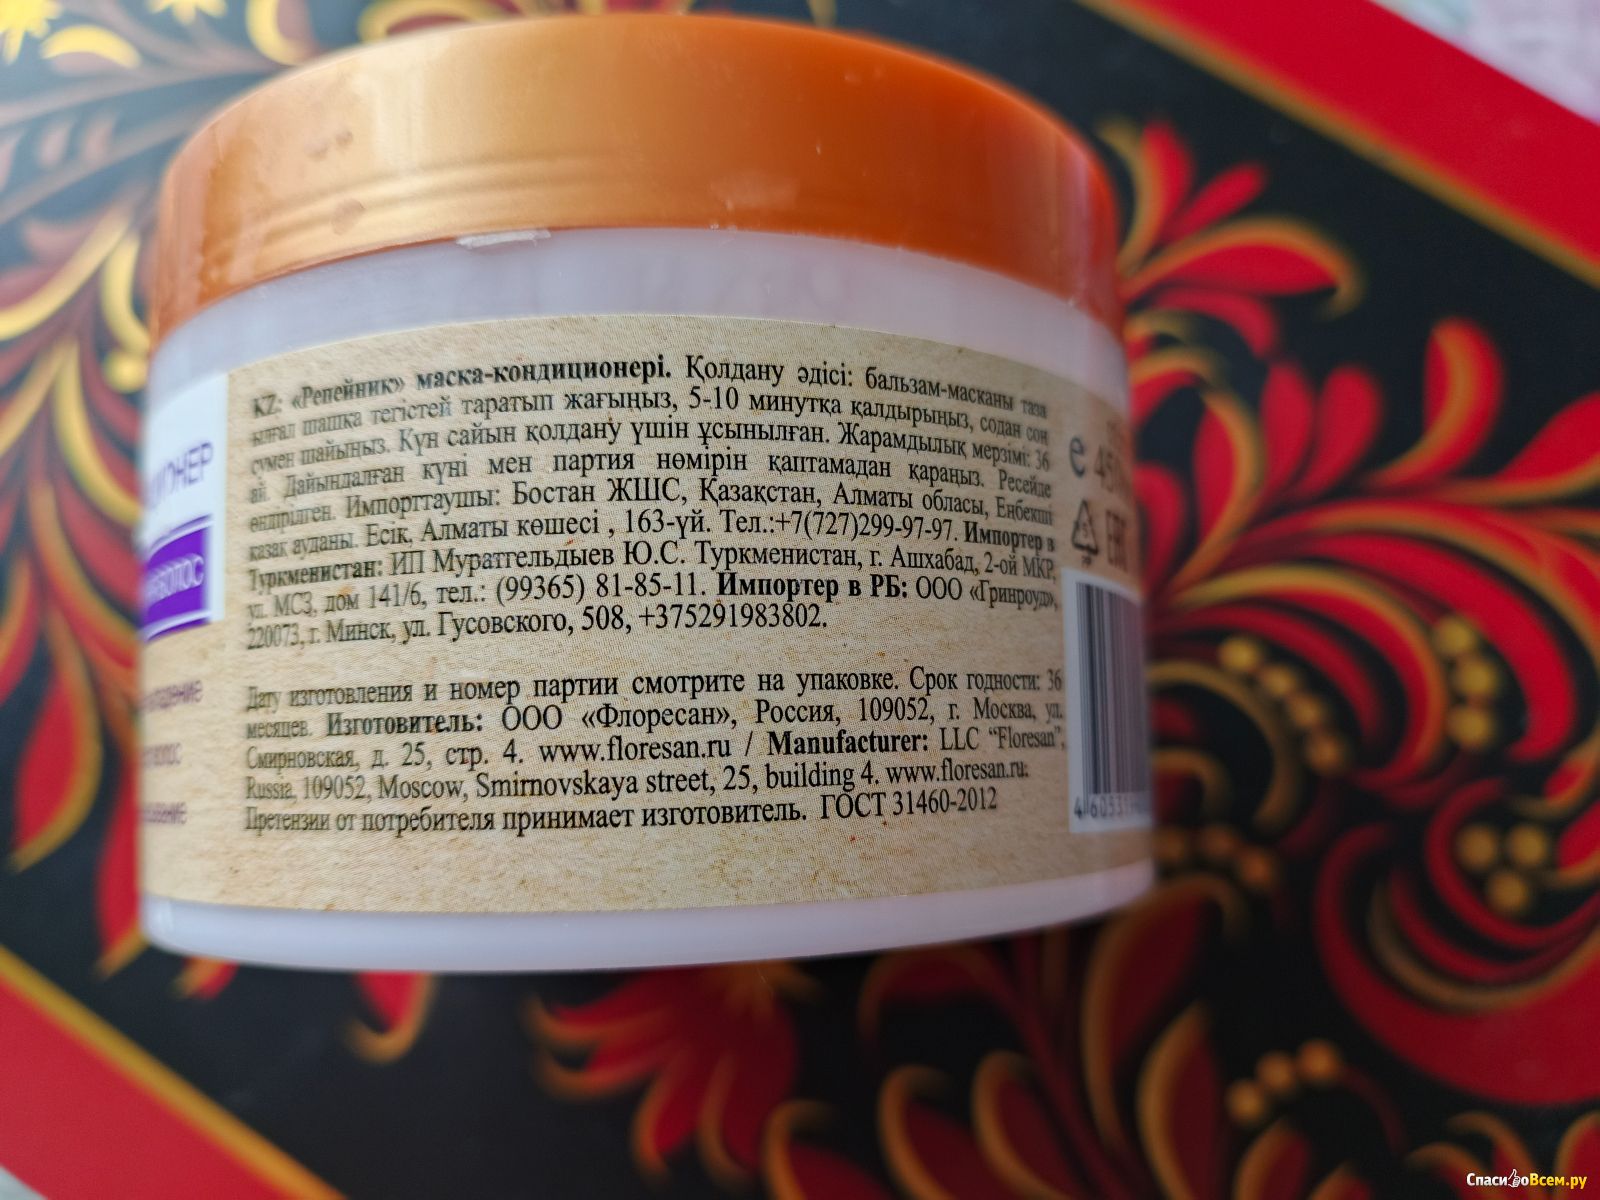 KZ: «Репейник» маска-кондиционері. Қолдану әдісі: бальзам-масканы таза
ылғал шашқа тегістей таратып жағыңыз, 5-10 минутқа қалдырыңыз, содан соң
сумен шайыңыз. Күн сайын қолдану үшін ұсынылған. Жарамдылық мерзімі: 36
ай. Дайындалған күні мен партия нөмірін қаптамадан қараңыз. Ресейде
өндірілген. Импорттаушы: Бостан ЖШС, Қазақстан, Алматы обласы, Еңбекші
қазақ ауданы. Есік, Алматы көшесі , 163-үй. Тел.:+7(727)299-97-97. Импортер в
Туркменистан: ИП Муратгельдыев Ю.С. Туркменистан, г. Ашхабад, 2-ой МКР,
ул. МСЗ, дом 141/6, тел.: (99365) 81-85-11. Импортер в РБ: ООО «Гринроуд»,
220073, г. Минск, ул. Гусовского, 508, +375291983802.
Дату изготовления и номер партии смотрите на упаковке. Срок годности: 36
месяцев. Изготовитель: ООО «Флоресан», Россия, 109052, г. Москва, ул.
Смирновская, д. 25, стр. 4. www.floresan.ru / Manufacturer: LLC “Floresan”,
Russia, 109052, Moscow, Smirnovskaya street, 25, building 4. www.floresan.ru.
Претензии от потребителя принимает изготовитель. ГОСТ 31460-2012
е 450
EAC
СпасибоВсем.ру